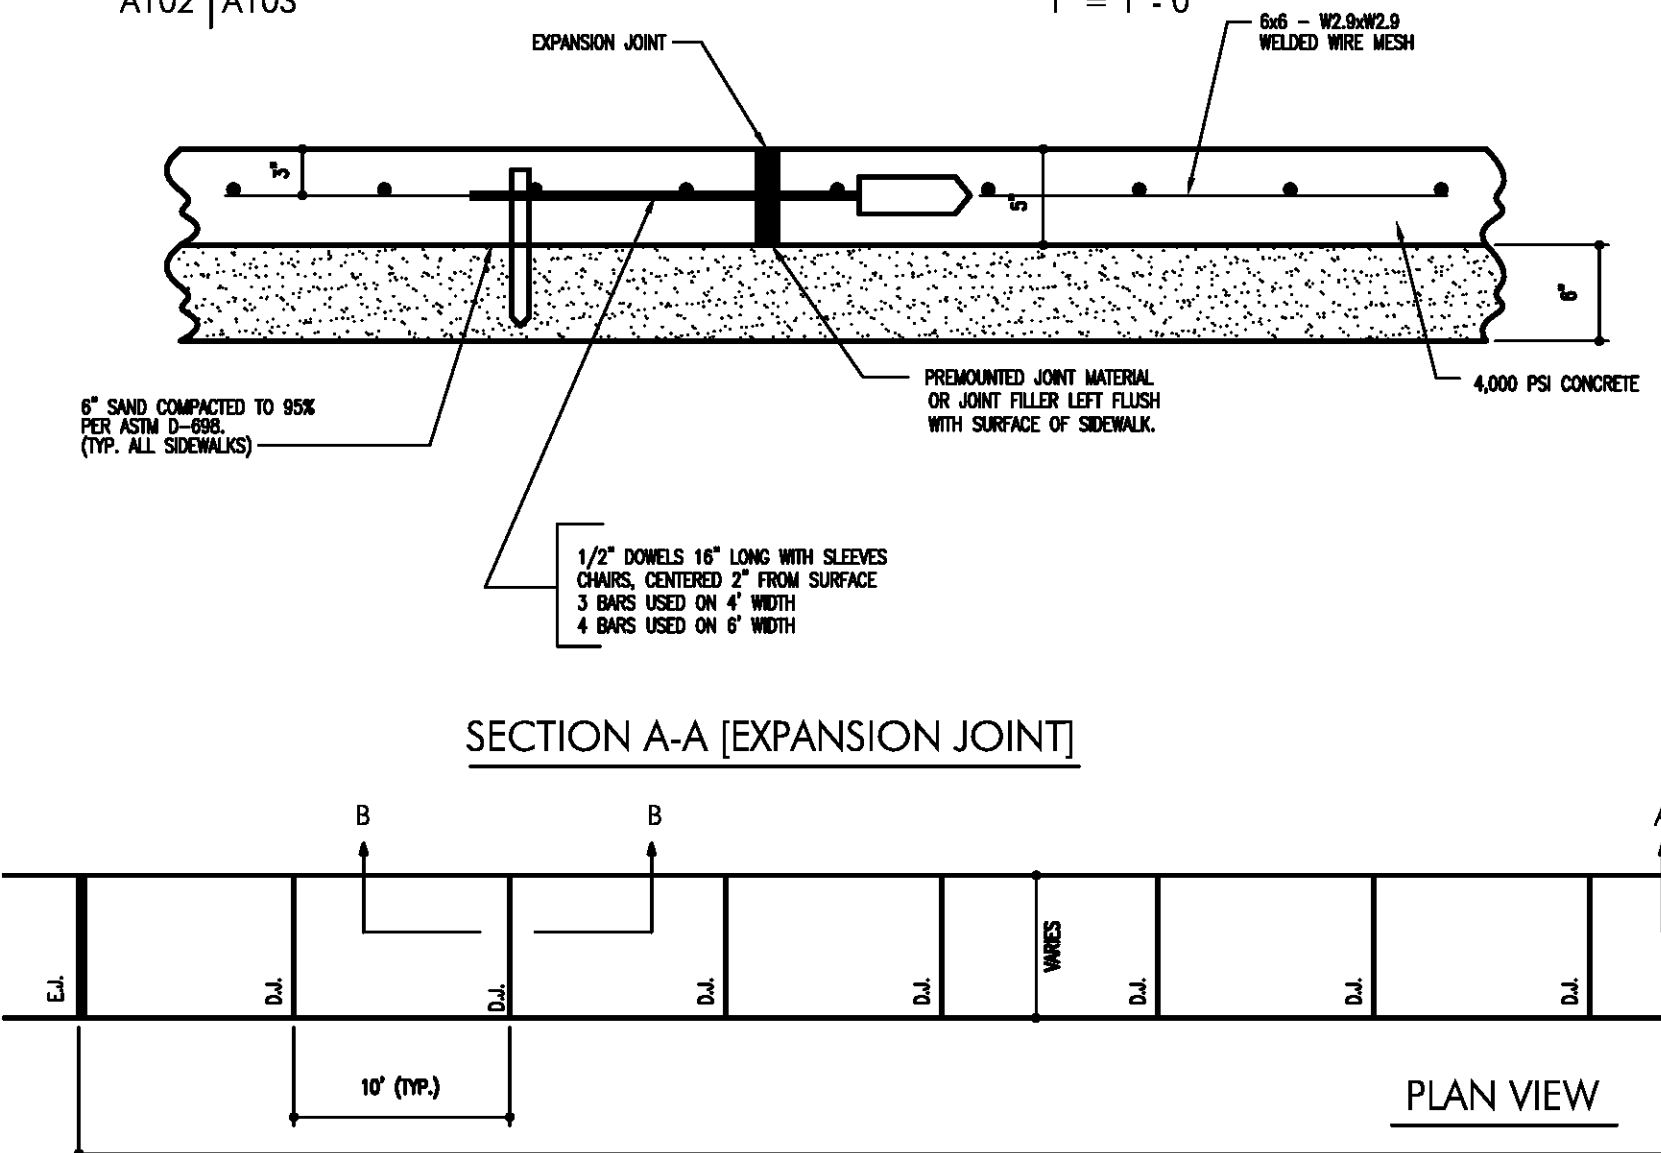 A102 A103
1" = 1'-0"
EXPANSION JOINT
6x6 - W2.9xW2.9
WELDED WIRE MESH
3"
5"
6"
6" SAND COMPACTED TO 95%
PER ASTM D-698.
(TYP. ALL SIDEWALKS)
PREMOUNTED JOINT MATERIAL
OR JOINT FILLER LEFT FLUSH
WITH SURFACE OF SIDEWALK.
4,000 PSI CONCRETE
1/2" DOWELS 16" LONG WITH SLEEVES
CHAIRS, CENTERED 2" FROM SURFACE
3 BARS USED ON 4' WIDTH
4 BARS USED ON 6' WIDTH
SECTION A-A [EXPANSION JOINT]
B
B
A
E.J.
D.J.
D.J.
D.J.
D.J.
VARIES
D.J.
D.J.
D.J.
10' (TYP.)
PLAN VIEW